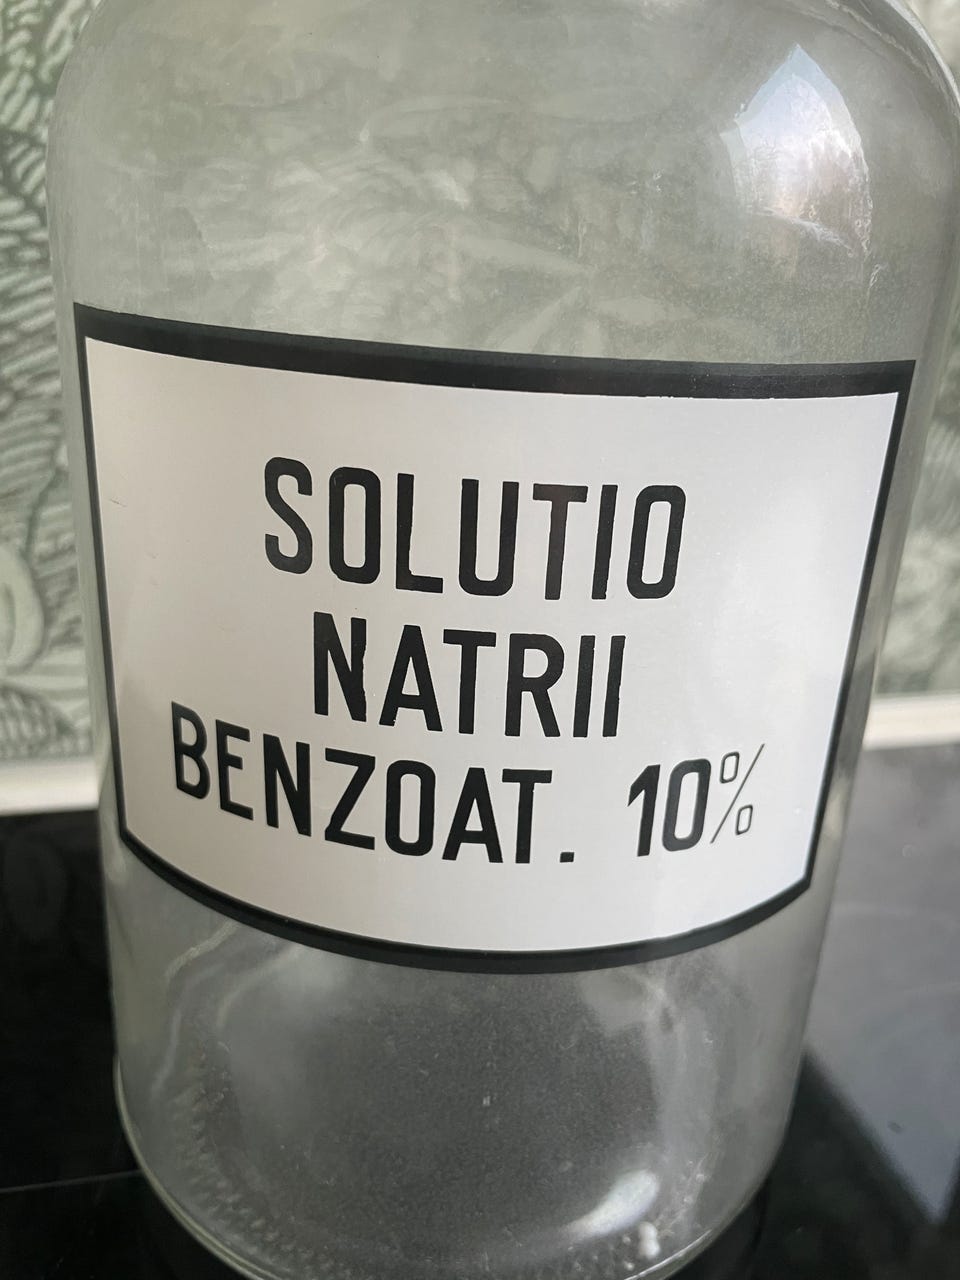 SOLUTIO
NATRII
BENZOAT. 10%